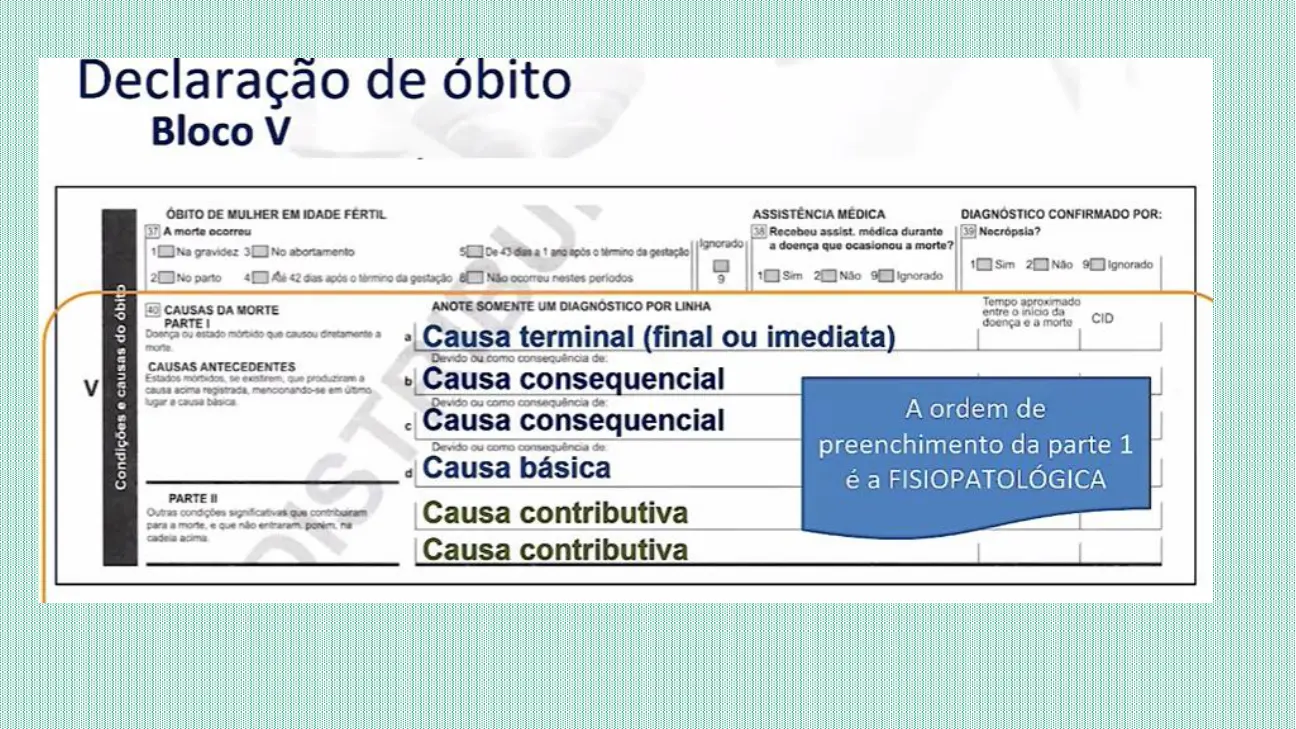 Declaração de óbito
Bloco V
ÓBITO DE MULHER EM IDADE FÉRTIL
37 A morte ocorreu
1 Na gravidez 3 No abortamento 5 De 43 dias a 1 ano após o término da gestação
2 No parto 4 Até 42 dias após o término da gestação 6 Não ocorreu nestes períodos
Ignorado
9
ASSISTÊNCIA MÉDICA
38 Recebeu assist. médica durante
a doença que ocasionou a morte?
1 Sim 2 Não 9 Ignorado
DIAGNÓSTICO CONFIRMADO POR:
39 Necrópsia?
1 Sim 2 Não 9 Ignorado
V
Condições e causas do óbito
40 CAUSAS DA MORTE
PARTE I
Doença ou estado mórbido que causou diretamente a
morte.
CAUSAS ANTECEDENTES
Estados mórbidos, se existirem, que produziram a
causa acima registrada, mencionando-se em último
lugar a causa básica.
PARTE II
Outras condições significativas que contribuíram
para a morte, e que não entraram, porém, na
cadeia acima.
ANOTE SOMENTE UM DIAGNÓSTICO POR LINHA
Tempo aproximado
entre o início da
doença e a morte
CID
a Causa terminal (final ou imediata)
Devido ou como consequência de:
b Causa consequencial
Devido ou como consequência de:
c Causa consequencial
Devido ou como consequência de:
d Causa básica
Causa contributiva
Causa contributiva
A ordem de
preenchimento da parte 1
é a FISIOPATOLÓGICA